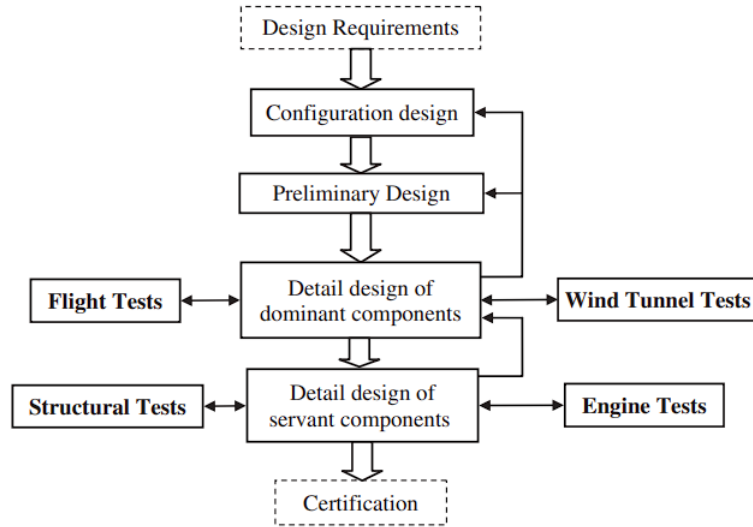 Design Requirements
Configuration design
Preliminary Design
Flight Tests
Detail design of
dominant components
Wind Tunnel Tests
Structural Tests
Detail design of
servant components
Engine Tests
Certification